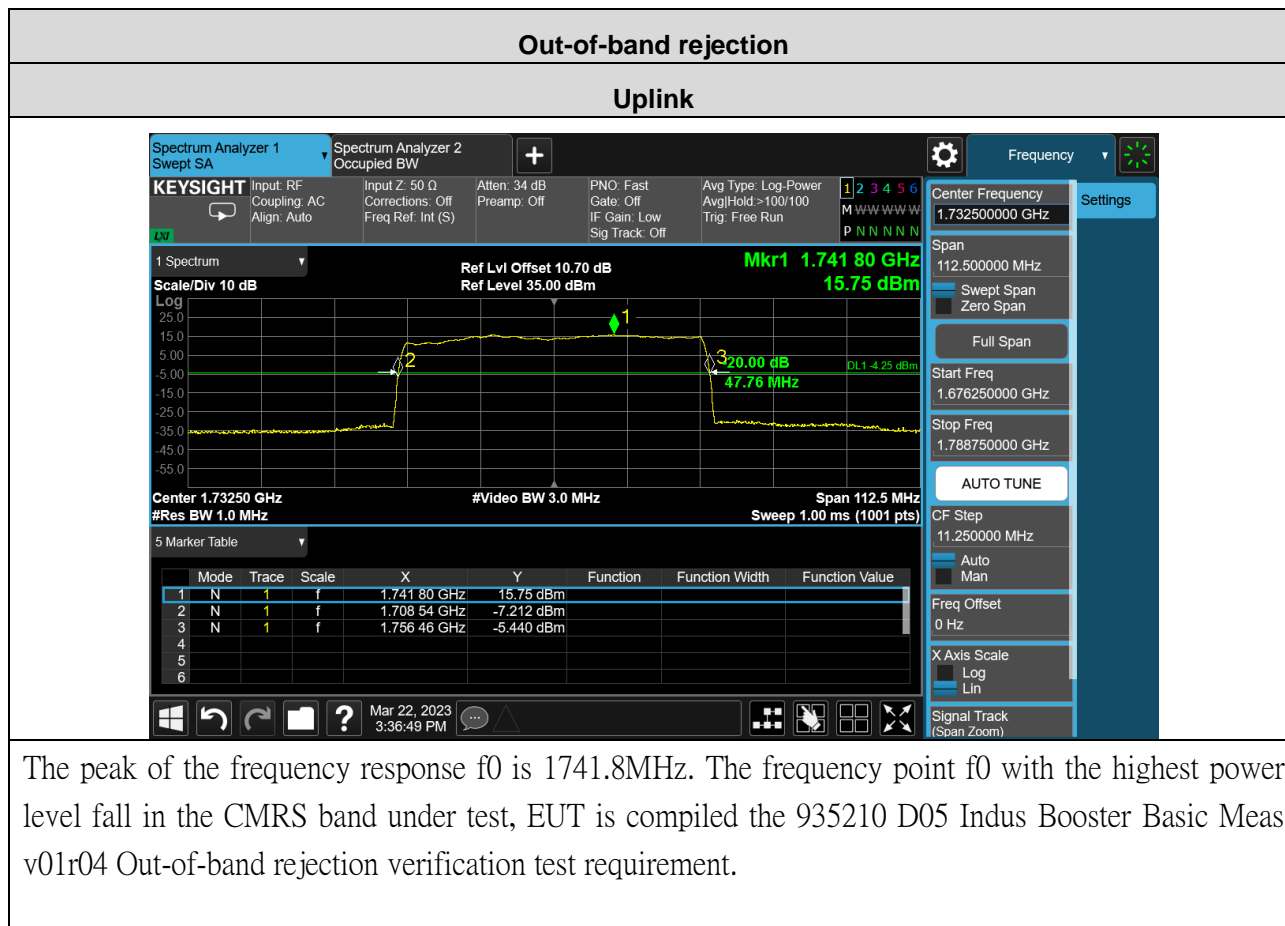 Out-of-band rejection
Uplink
Spectrum Analyzer 1
Swept SA
Spectrum Analyzer 2
Occupied BW
+
Frequency
KEYSIGHT
LXI
Input: RF
Coupling: AC
Align: Auto
Input Z: 50 Ω
Corrections: Off
Freq Ref: Int (S)
Atten: 34 dB
Preamp: Off
PNO: Fast
Gate: Off
IF Gain: Low
Sig Track: Off
Avg Type: Log-Power
Avg|Hold:>100/100
Trig: Free Run
1 2 3 4 5 6
M W W W W W
P N N N N N
1 Spectrum
Scale/Div 10 dB
Ref Lvl Offset 10.70 dB
Ref Level 35.00 dBm
Mkr1 1.741 80 GHz
15.75 dBm
Log
25.0
15.0
5.00
-5.00
-15.0
-25.0
-35.0
-45.0
-55.0
1
2
3
-20.00 dB
47.76 MHz
DL1 -4.25 dBm
Center 1.73250 GHz
#Video BW 3.0 MHz
Span 112.5 MHz
#Res BW 1.0 MHz
Sweep 1.00 ms (1001 pts)
5 Marker Table
Mode Trace Scale X Y Function Function Width Function Value
1 N 1 f 1.741 80 GHz 15.75 dBm
2 N 1 f 1.708 54 GHz -7.212 dBm
3 N 1 f 1.756 46 GHz -5.440 dBm
4
5
6
?
Mar 22, 2023
3:36:49 PM
Center Frequency
1.732500000 GHz
Settings
Span
112.500000 MHz
Swept Span
Zero Span
Full Span
Start Freq
1.676250000 GHz
Stop Freq
1.788750000 GHz
AUTO TUNE
CF Step
11.250000 MHz
Auto
Man
Freq Offset
0 Hz
X Axis Scale
Log
Lin
Signal Track
(Span Zoom)
The peak of the frequency response f0 is 1741.8MHz. The frequency point f0 with the highest power
level fall in the CMRS band under test, EUT is compiled the 935210 D05 Indus Booster Basic Meas
v01r04 Out-of-band rejection verification test requirement.